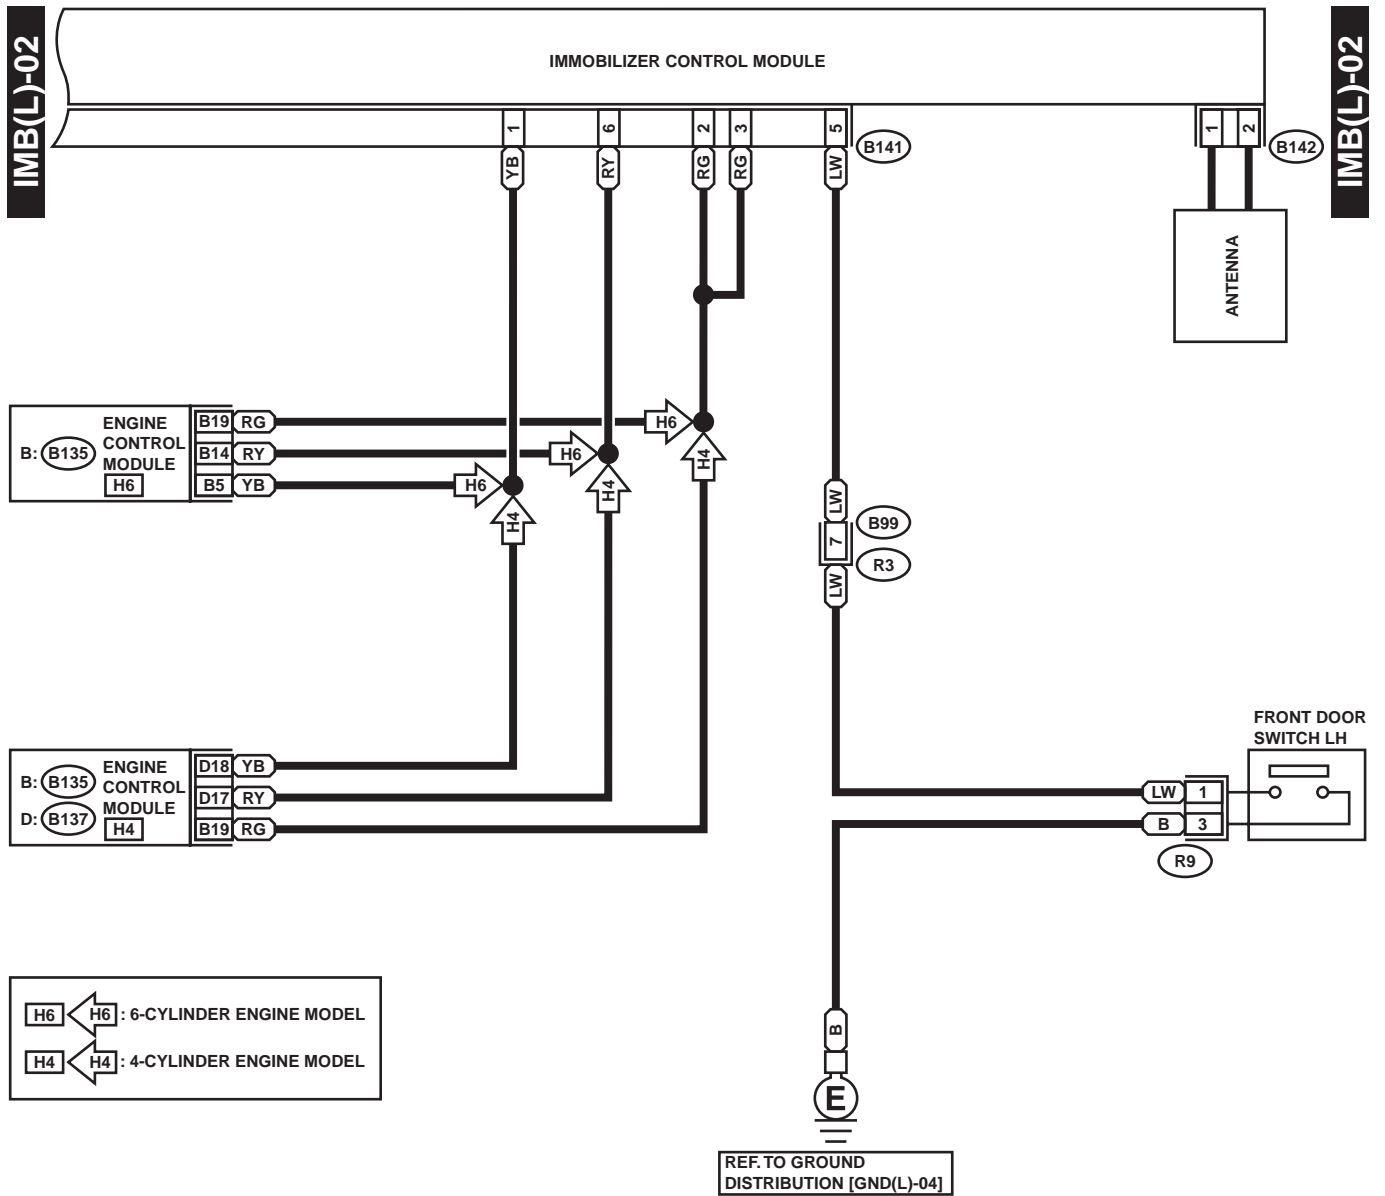 IMB(L)-02
IMB(L)-02
IMMOBILIZER CONTROL MODULE
1
6
2
3
5
B141
1
2
B142
YB
RY
RG
RG
LW
ANTENNA
B: B135
ENGINE
CONTROL
MODULE
H6
B19 RG
B14 RY
B5 YB
H6
H6
H6
H4
H4
H4
LW
7
LW
B99
R3
B: B135
D: B137
ENGINE
CONTROL
MODULE
H4
D18 YB
D17 RY
B19 RG
FRONT DOOR
SWITCH LH
LW 1
B 3
R9
H6 H6 : 6-CYLINDER ENGINE MODEL
H4 H4 : 4-CYLINDER ENGINE MODEL
B
E
REF. TO GROUND
DISTRIBUTION [GND(L)-04]